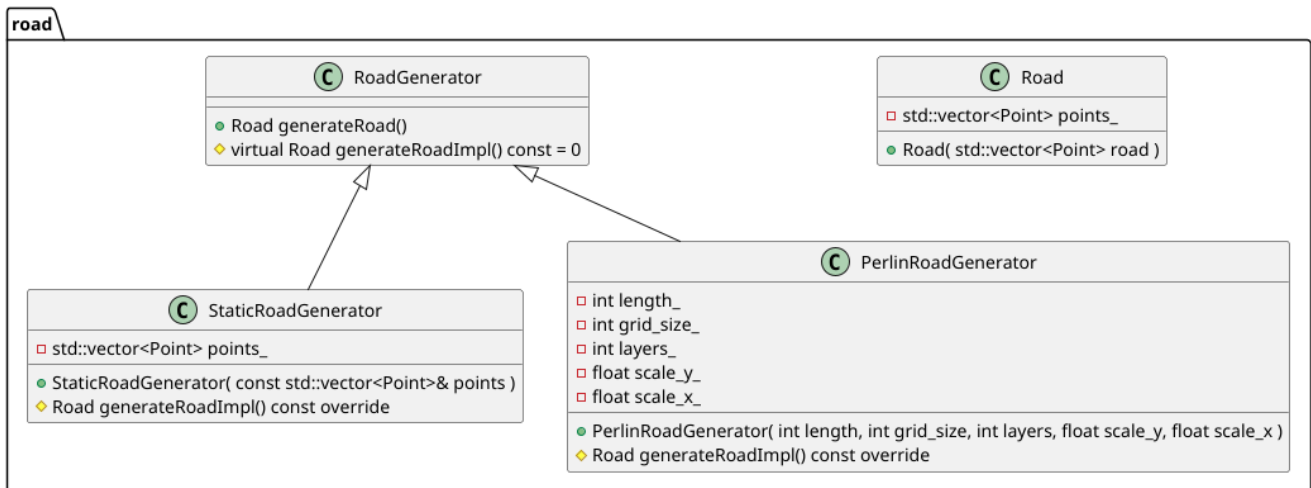 road
C RoadGenerator
Road generateRoad()
virtual Road generateRoadImpl() const = 0
C Road
std::vector<Point> points_
Road( std::vector<Point> road )
C StaticRoadGenerator
std::vector<Point> points_
StaticRoadGenerator( const std::vector<Point>& points )
Road generateRoadImpl() const override
C PerlinRoadGenerator
int length_
int grid_size_
int layers_
float scale_y_
float scale_x_
PerlinRoadGenerator( int length, int grid_size, int layers, float scale_y, float scale_x )
Road generateRoadImpl() const override